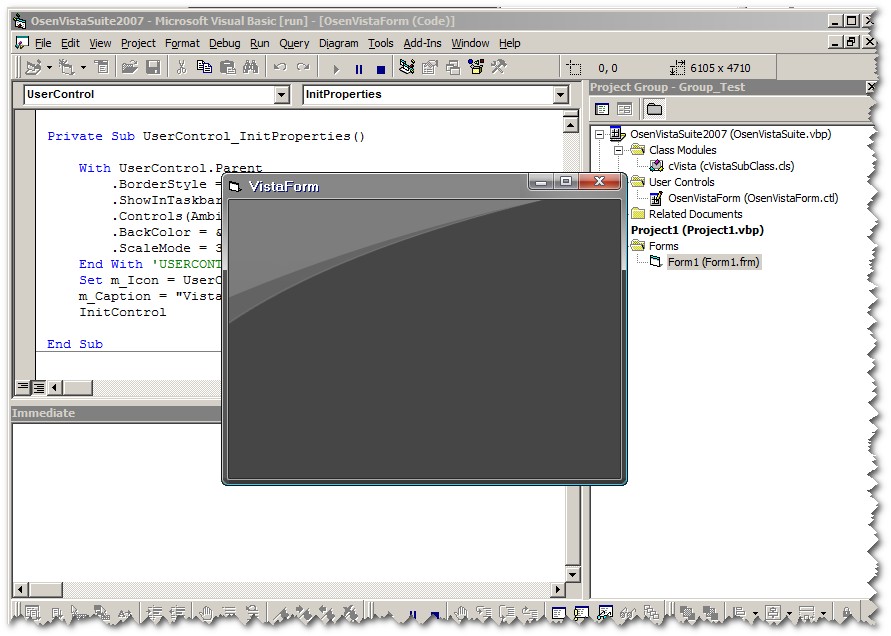 OsenVistaSuite2007 - Microsoft Visual Basic [run] - [OsenVistaForm (Code)]
File Edit View Project Format Debug Run Query Diagram Tools Add-Ins Window Help
0, 0 6105 x 4710
UserControl InitProperties
Private Sub UserControl_InitProperties()
With UserControl.Parent
.BorderStyle =
.ShowInTaskbar
.Controls(Ambi
.BackColor = &
.ScaleMode = 3
End With 'USERCONT
Set m_Icon = UserC
m_Caption = "Vista
InitControl
End Sub
VistaForm
Immediate
Project Group - Group_Test
OsenVistaSuite2007 (OsenVistaSuite.vbp)
Class Modules
cVista (cVistaSubClass.cls)
User Controls
OsenVistaForm (OsenVistaForm.ctl)
Related Documents
Project1 (Project1.vbp)
Forms
Form1 (Form1.frm)